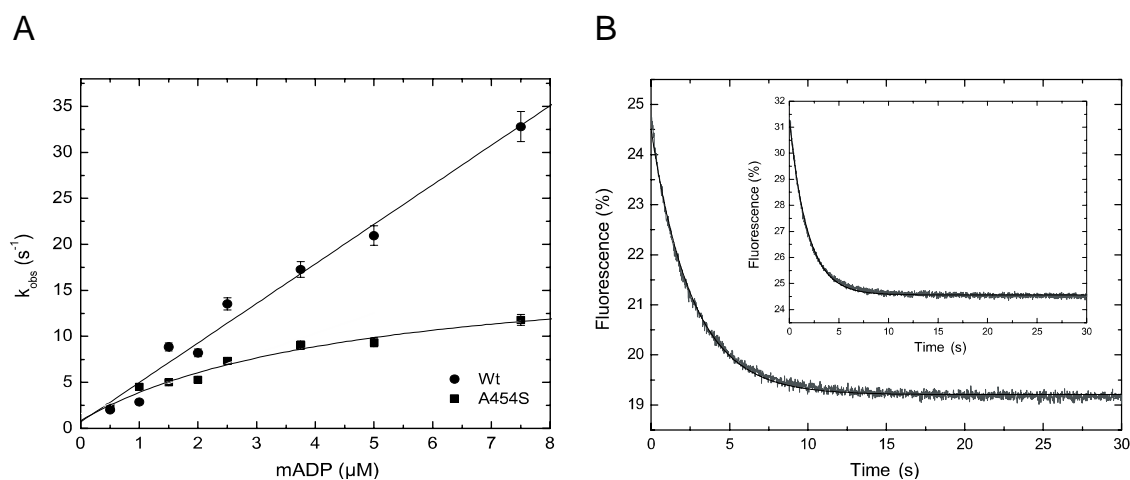 A
B
35
30
25
20
15
10
5
0
k_obs (s^-1)
0 1 2 3 4 5 6 7 8
mADP (µM)
Wt
A454S
25
24
23
22
21
20
19
Fluorescence (%)
0 5 10 15 20 25 30
Time (s)
32
31
30
29
28
27
26
25
24
Fluorescence (%)
0 5 10 15 20 25 30
Time (s)